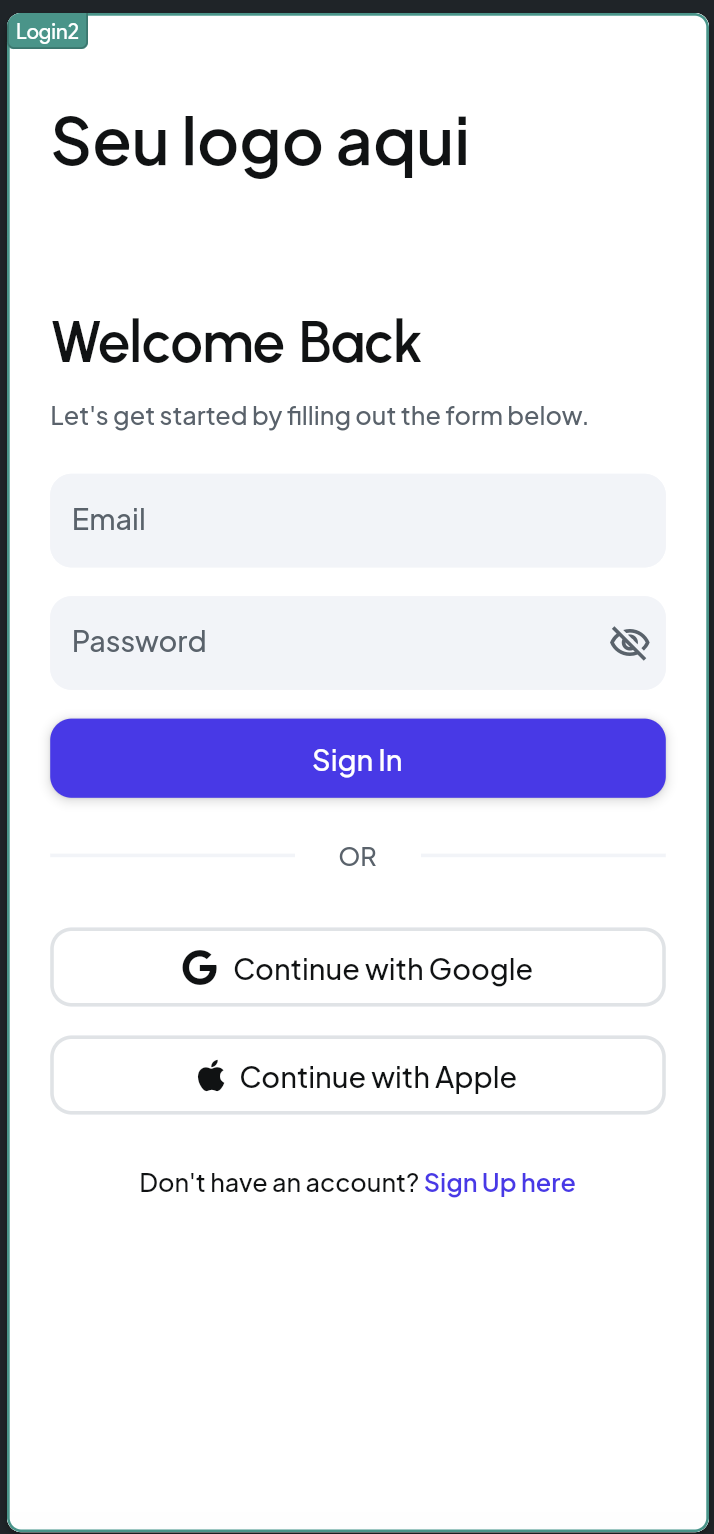 Login2
Seu logo aqui
Welcome Back
Let's get started by filling out the form below.
Email
Password
Sign In
OR
Continue with Google
Continue with Apple
Don't have an account? Sign Up here